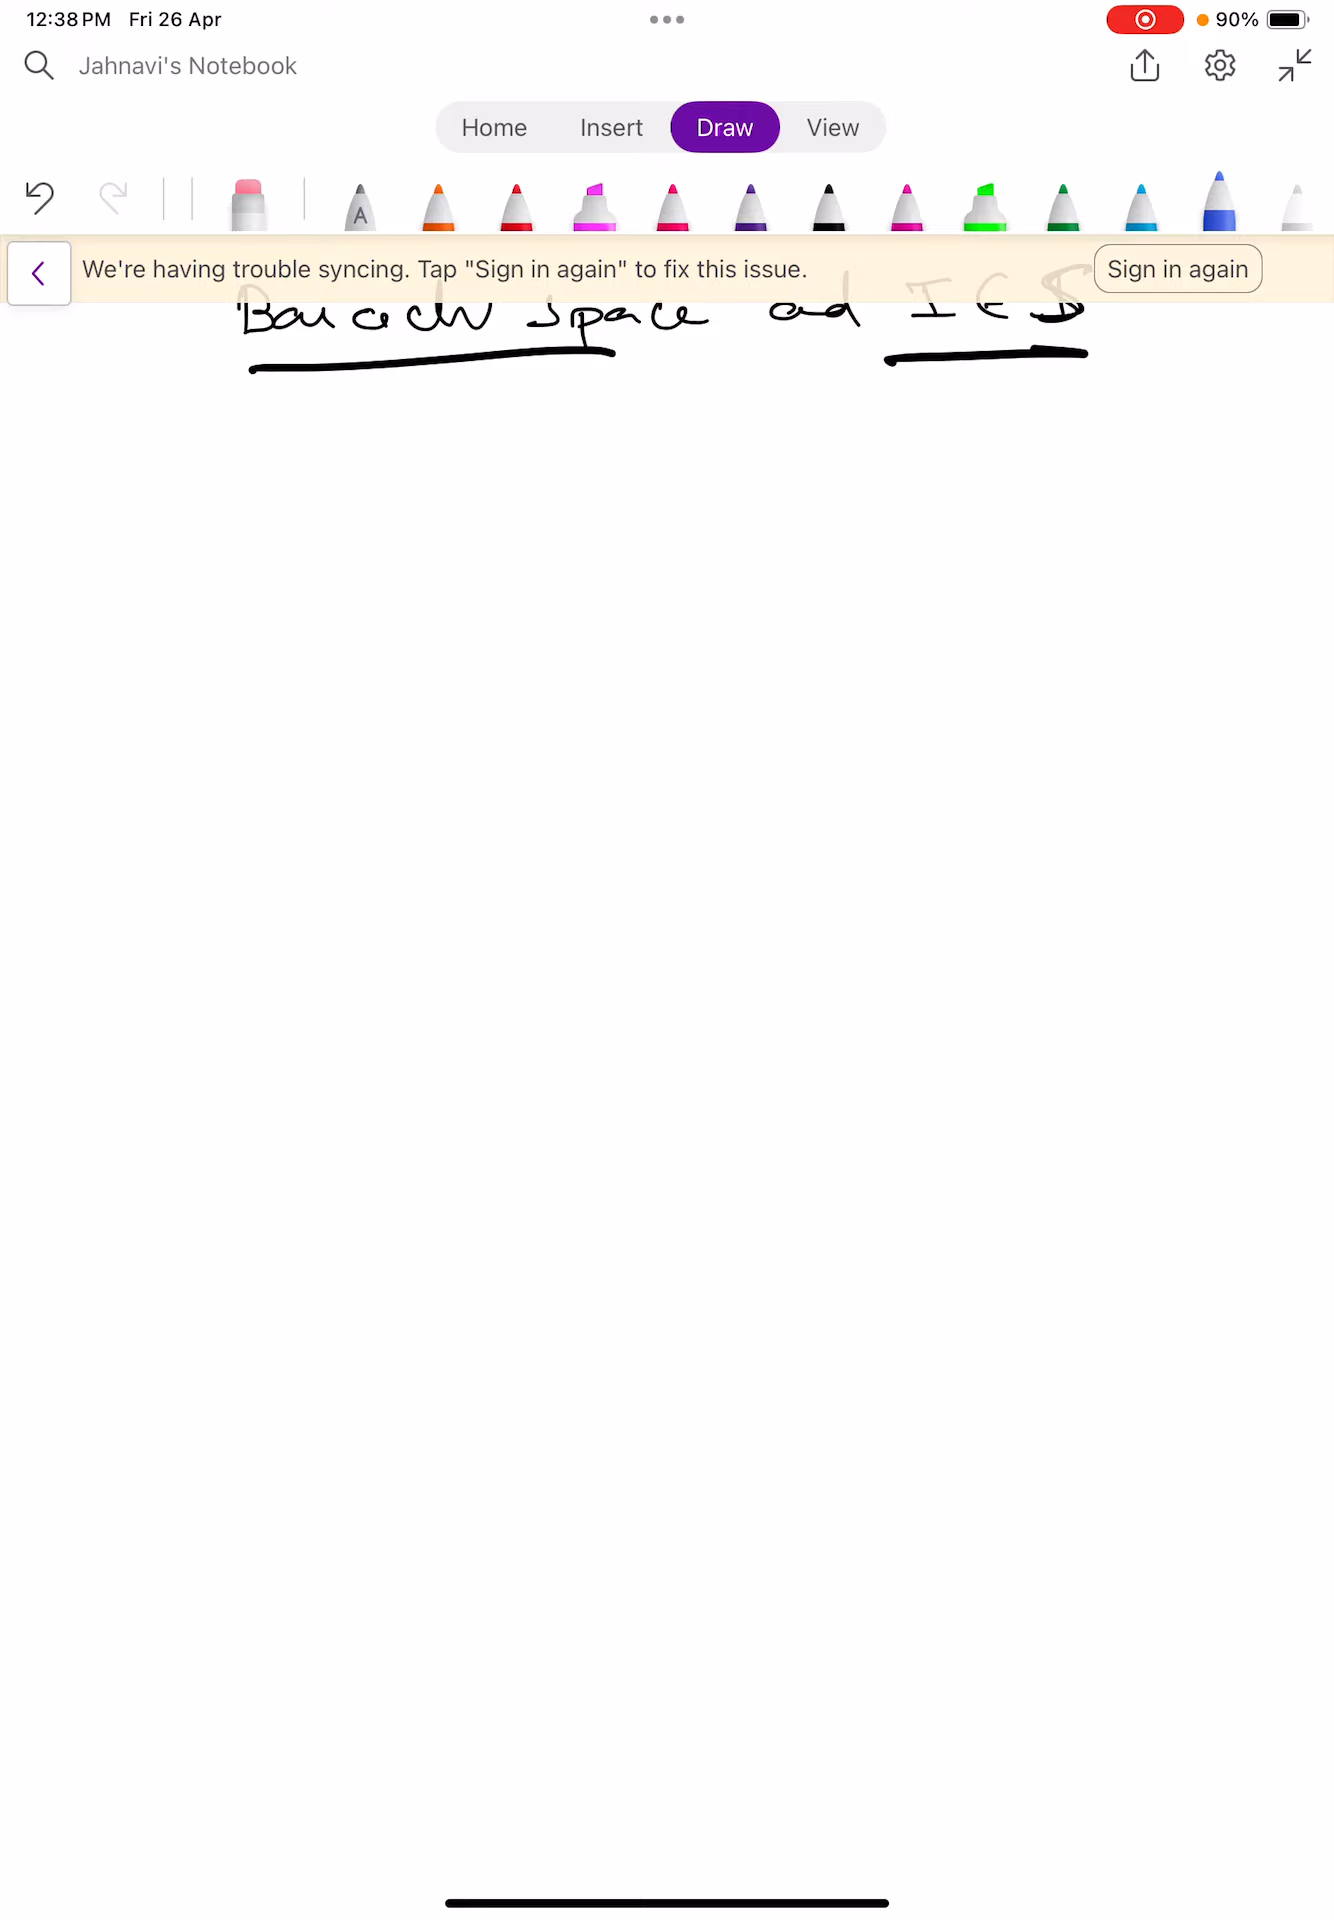 12:38 PM Fri 26 Apr 90%
Jahnavi's Notebook
Home Insert Draw View
A
We're having trouble syncing. Tap "Sign in again" to fix this issue. Sign in again
Banach space and